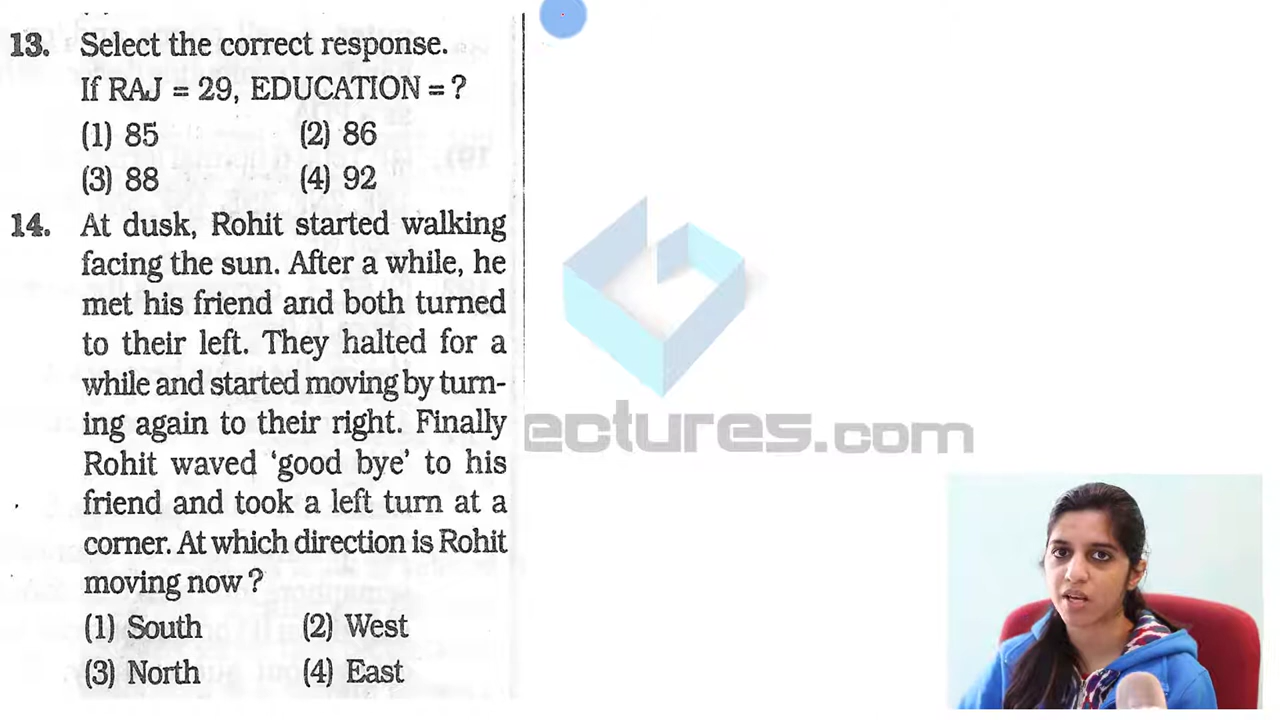 13. Select the correct response.
If RAJ = 29, EDUCATION = ?
(1) 85 (2) 86
(3) 88 (4) 92
14. At dusk, Rohit started walking
facing the sun. After a while, he
met his friend and both turned
to their left. They halted for a
while and started moving by turn-
ing again to their right. Finally
Rohit waved 'good bye' to his
friend and took a left turn at a
corner. At which direction is Rohit
moving now ?
(1) South (2) West
(3) North (4) East
ectures.com